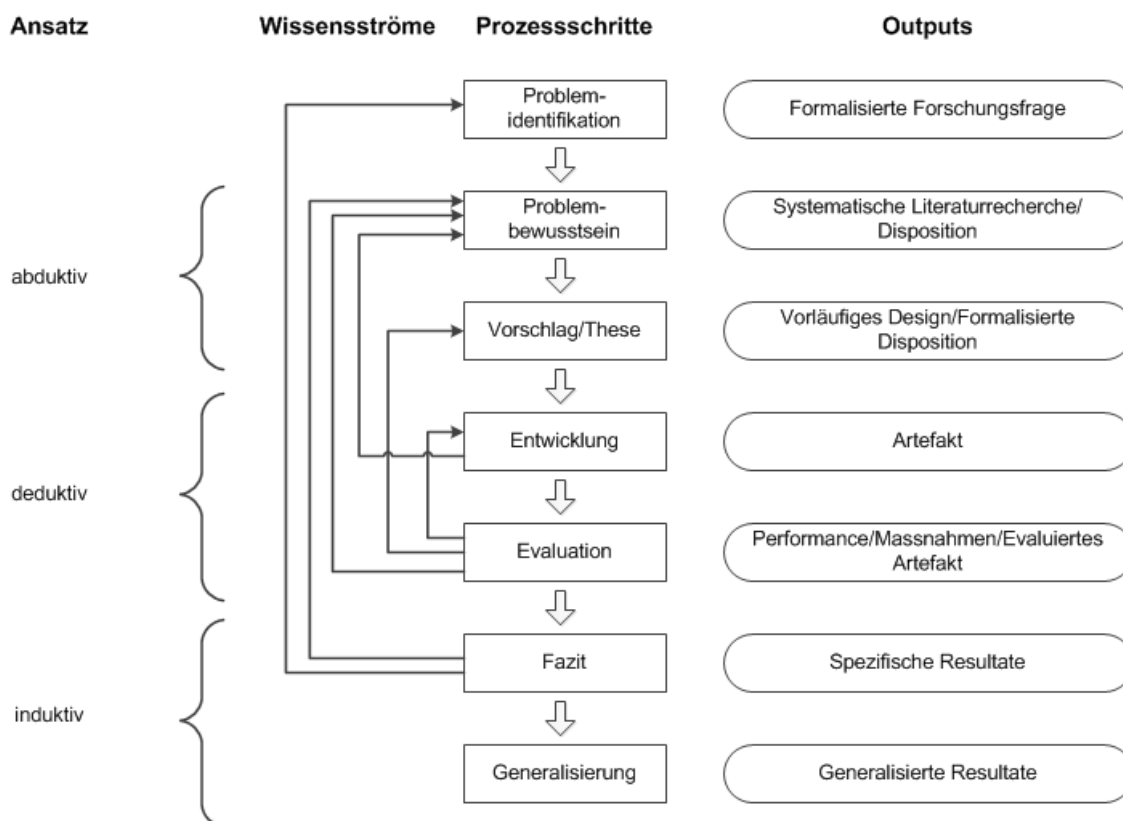 Ansatz
Wissensströme
Prozessschritte
Outputs
Problem-
identifikation
Formalisierte Forschungsfrage
abduktiv
Problem-
bewusstsein
Systematische Literaturrecherche/
Disposition
Vorschlag/These
Vorläufiges Design/Formalisierte
Disposition
deduktiv
Entwicklung
Artefakt
Evaluation
Performance/Massnahmen/Evaluiertes
Artefakt
induktiv
Fazit
Spezifische Resultate
Generalisierung
Generalisierte Resultate